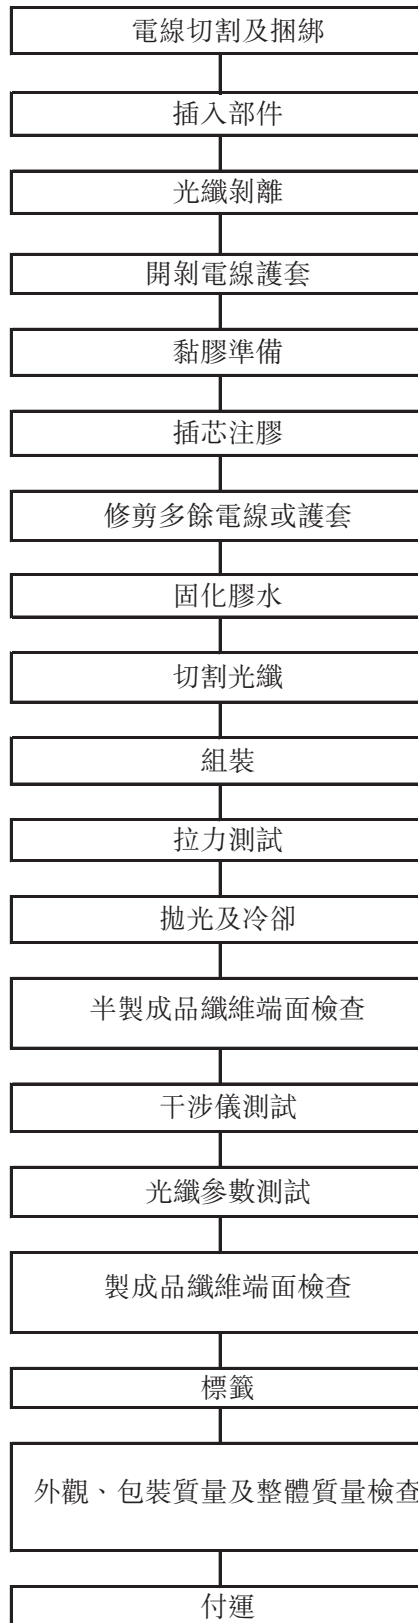 電線切割及捆綁
插入部件
光纖剝離
開剝電線護套
黏膠準備
插芯注膠
修剪多餘電線或護套
固化膠水
切割光纖
組裝
拉力測試
拋光及冷卻
半製成品纖維端面檢查
干涉儀測試
光纖參數測試
製成品纖維端面檢查
標籤
外觀、包裝質量及整體質量檢查
付運